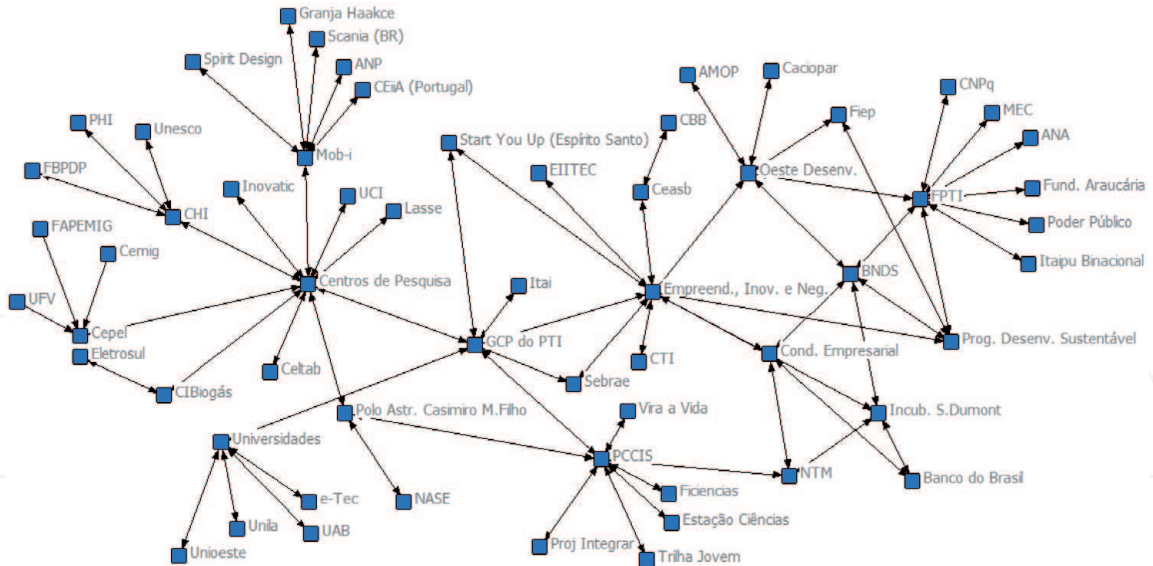 Granja Haakce
Scania (BR)
Spirit Design
ANP
CEiiA (Portugal)
AMOP
Caciopar
CNPq
MEC
Fiep
PHI
Unesco
CBB
Start You Up (Espírito Santo)
ANA
Mob-i
FBPDP
EIITEC
Oeste Desenv.
Inovatic
UCI
Ceasb
Fund. Araucária
FPTI
Lasse
CHI
Poder Público
FAPEMIG
Cemig
Itaipu Binacional
BNDS
Centros de Pesquisa
Itai
Empreend., Inov. e Neg.
UFV
Cepel
GCP do PTI
Prog. Desenv. Sustentável
Eletrosul
Cond. Empresarial
CTI
Celtab
Sebrae
CIBiogás
Polo Astr. Casimiro M.Filho
Vira a Vida
Incub. S.Dumont
Universidades
PCCIS
NTM
Banco do Brasil
e-Tec
NASE
Ficiencias
Unila
UAB
Estação Ciências
Unioeste
Proj Integrar
Trilha Jovem